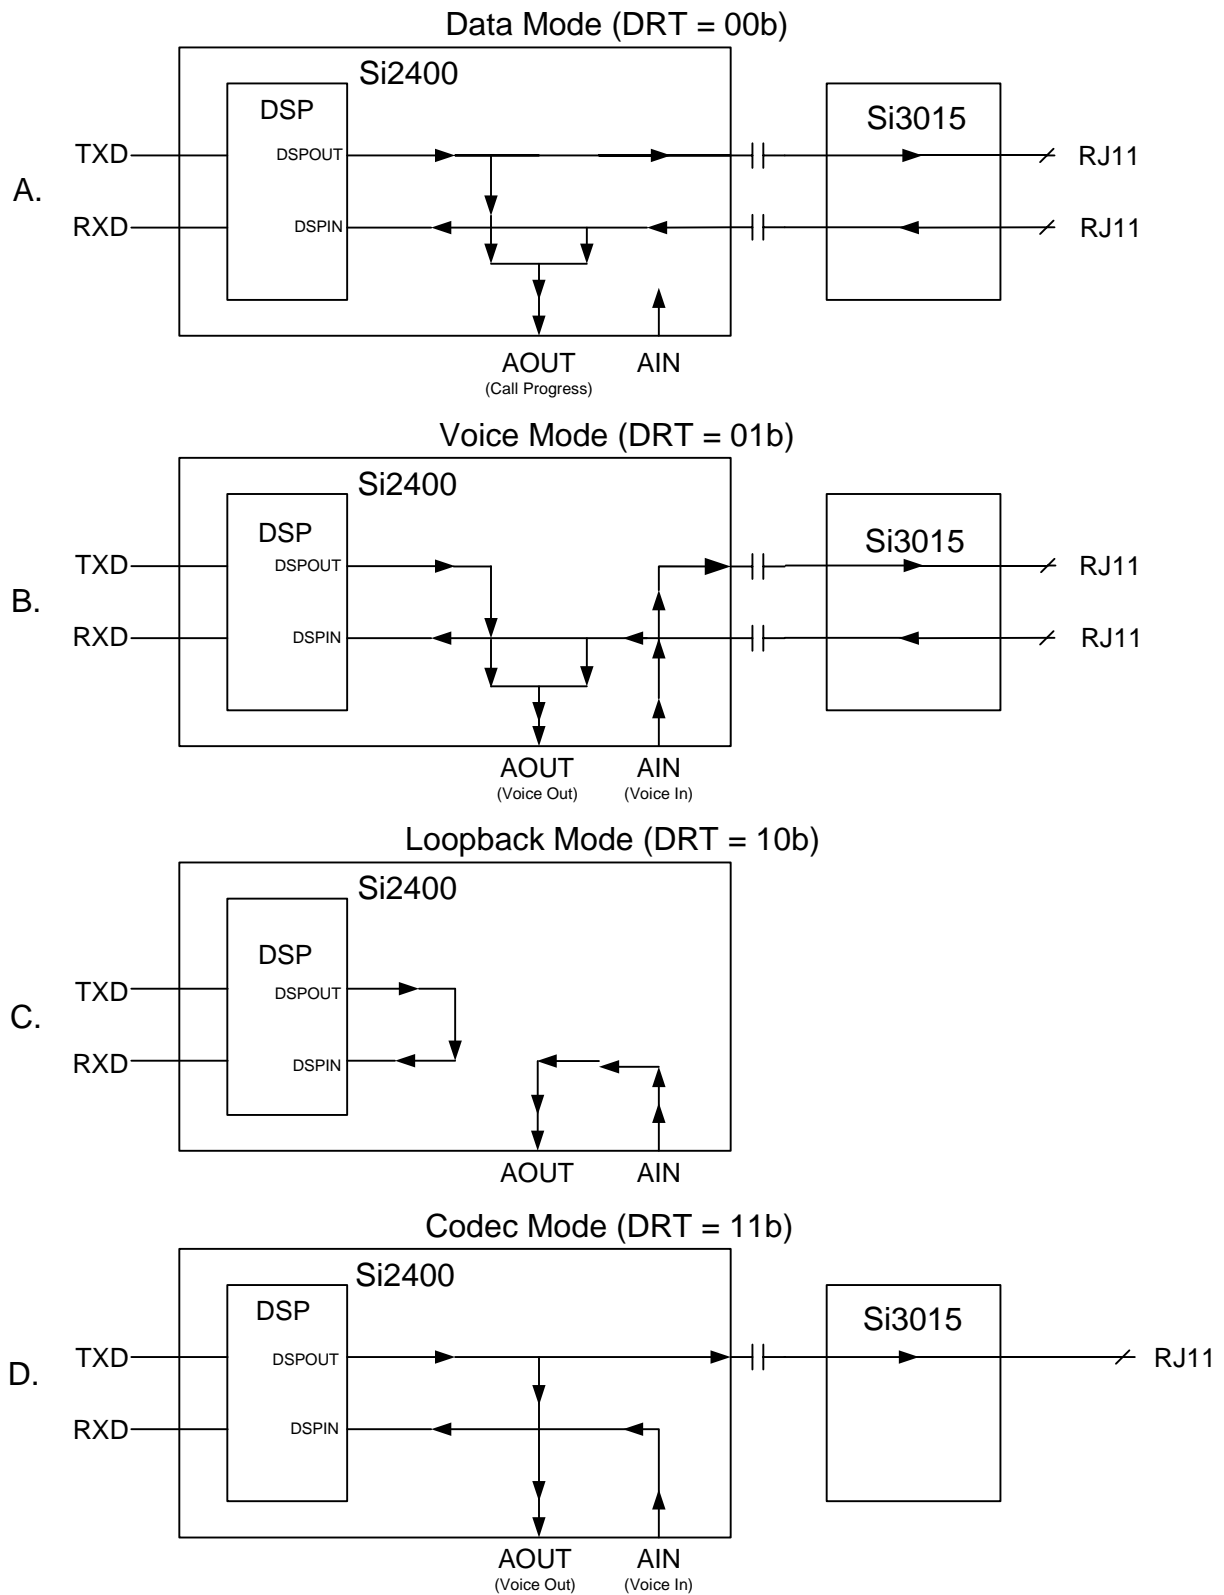 Data Mode (DRT = 00b)
Si2400
DSP
Si3015
TXD
DSPOUT
RJ11
A.
RXD
DSPIN
RJ11
AOUT
AIN
(Call Progress)
Voice Mode (DRT = 01b)
Si2400
DSP
Si3015
TXD
DSPOUT
RJ11
B.
RXD
DSPIN
RJ11
AOUT
AIN
(Voice Out)
(Voice In)
Loopback Mode (DRT = 10b)
Si2400
DSP
TXD
DSPOUT
C.
RXD
DSPIN
AOUT
AIN
Codec Mode (DRT = 11b)
Si2400
DSP
Si3015
TXD
DSPOUT
RJ11
D.
RXD
DSPIN
AOUT
AIN
(Voice Out)
(Voice In)